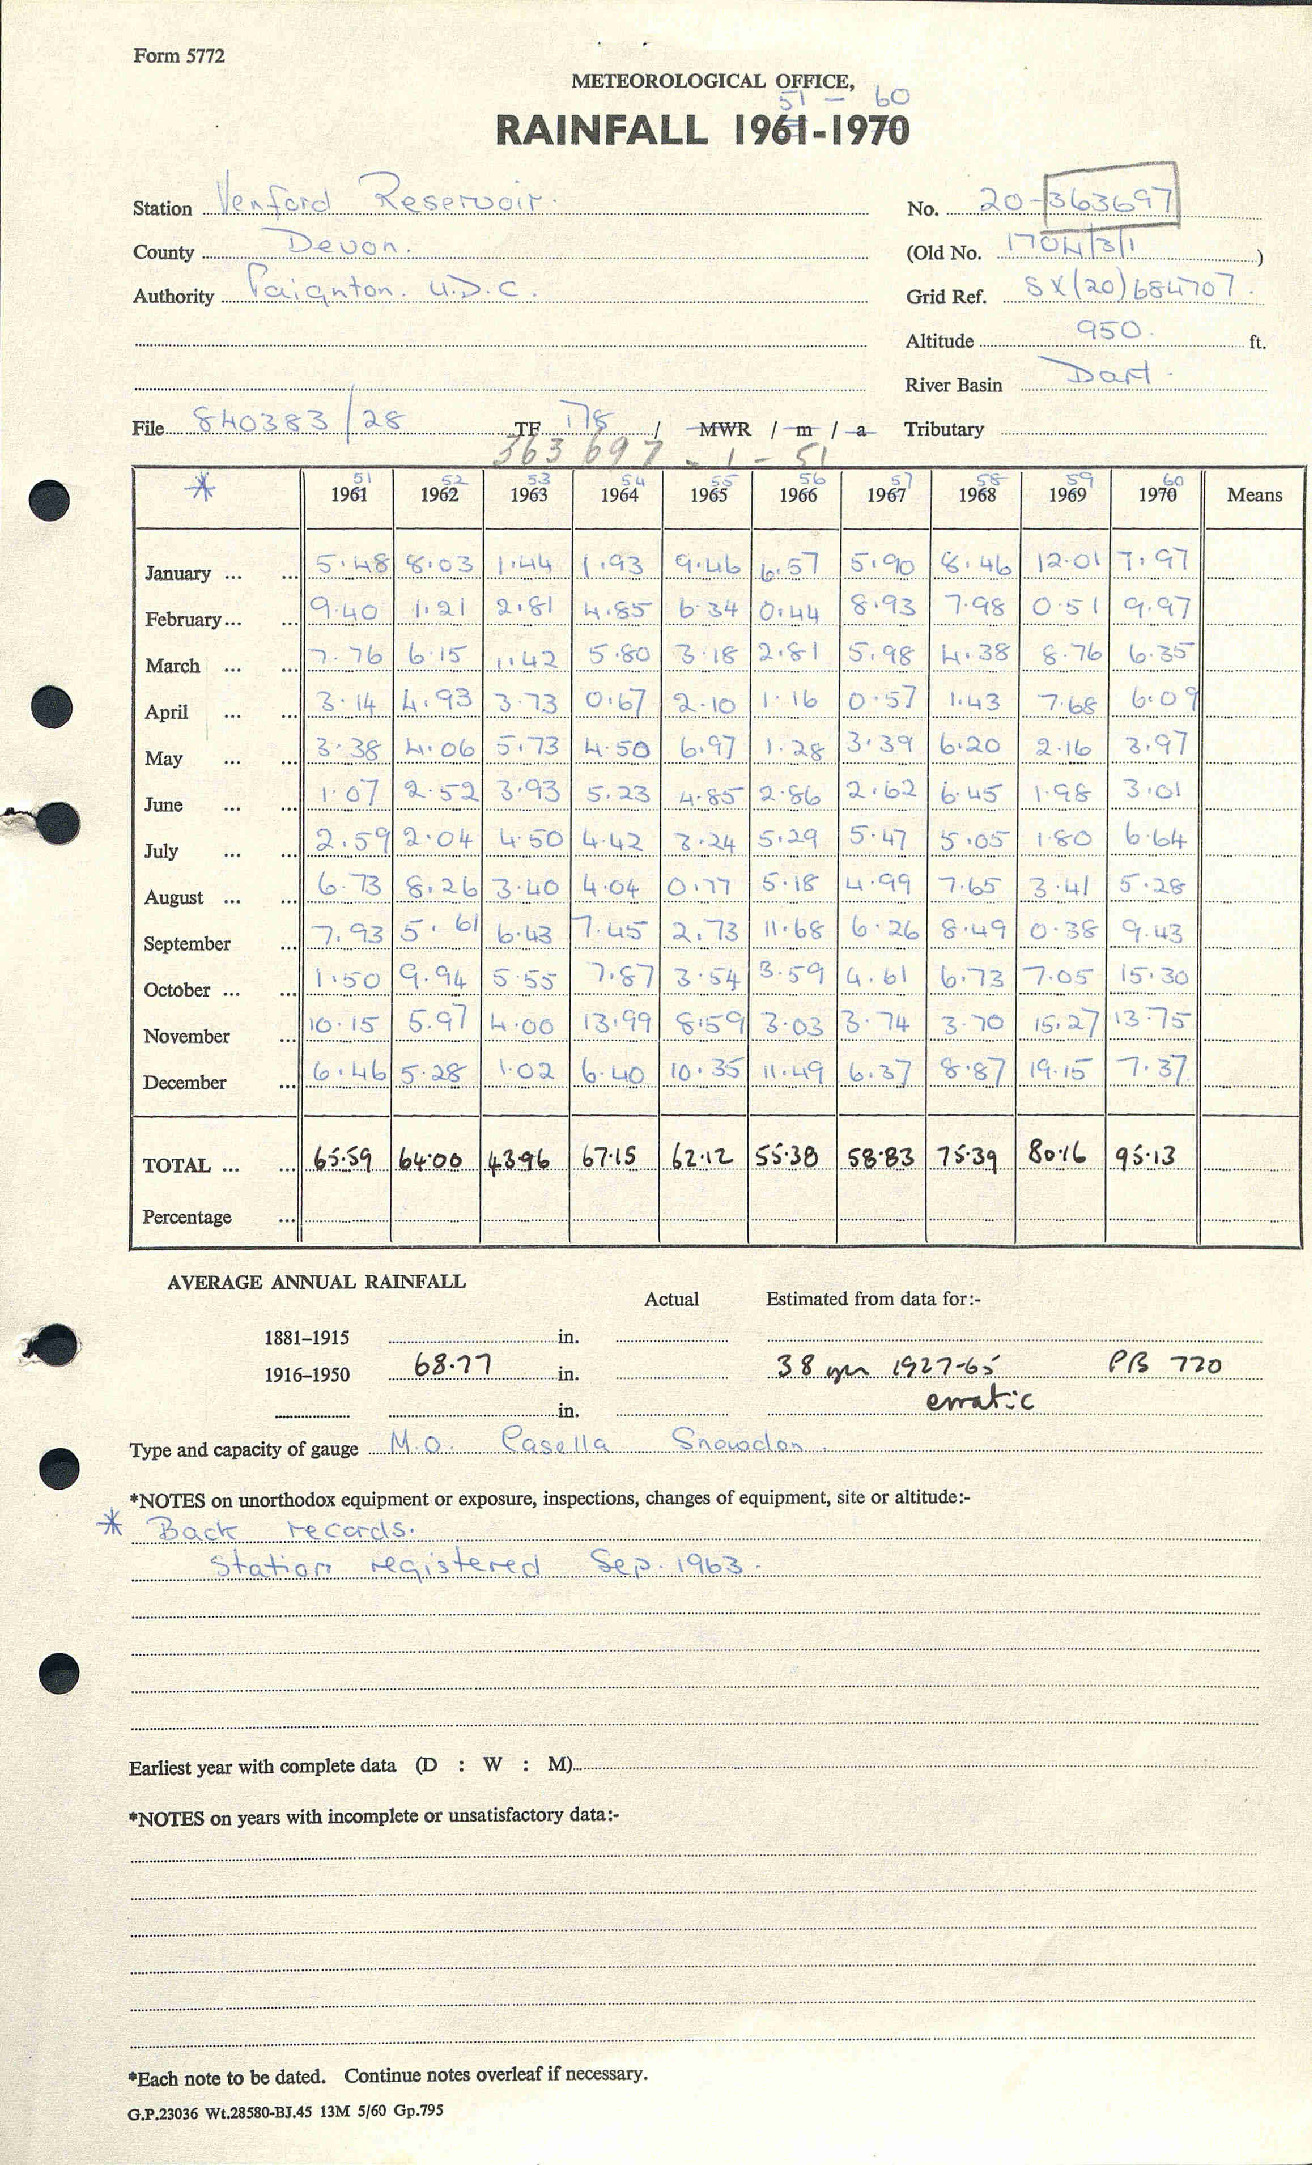 Form 5772
METEOROLOGICAL OFFICE,
51 - 60
RAINFALL 1961-1970
Station Venford Reservoir. No. 20-363697
County Devon. (Old No. 1704/3/1 )
Authority Paignton. U.D.C. Grid Ref. SX(20)684707.
Altitude 950. ft.
River Basin Dart.
File 840383/28 TF 178 / MWR / m / a Tributary
363697 - 1 - 51
* 51 52 53 54 55 56 57 58 59 60
1961 1962 1963 1964 1965 1966 1967 1968 1969 1970 Means
January ... ... 5.48 8.03 1.44 1.93 9.46 6.57 5.90 8.46 12.01 7.97
February... ... 9.40 1.21 2.81 4.85 6.34 0.44 8.93 7.98 0.51 9.97
March ... ... 7.76 6.15 1.42 5.80 3.18 2.81 5.98 4.38 8.76 6.35
April ... ... 3.14 4.93 3.73 0.67 2.10 1.16 0.57 1.43 7.68 6.09
May ... ... 3.38 4.06 5.73 4.50 6.97 1.28 3.39 6.20 2.16 3.97
June ... ... 1.07 2.52 3.93 5.23 4.85 2.86 2.62 6.45 1.98 3.01
July ... ... 2.59 2.04 4.50 4.42 3.24 5.29 5.47 5.05 1.80 6.64
August ... ... 6.73 8.26 3.40 4.04 0.77 5.18 4.99 7.65 3.41 5.28
September ... 7.93 5.61 6.43 7.45 2.73 11.68 6.26 8.49 0.38 9.43
October ... ... 1.50 9.94 5.55 7.87 3.54 3.59 4.61 6.73 7.05 15.30
November ... 10.15 5.97 4.00 13.99 8.59 3.03 3.74 3.70 15.27 13.75
December ... 6.46 5.28 1.02 6.40 10.35 11.49 6.37 8.87 19.15 7.37
TOTAL ... ... 65.59 64.00 43.96 67.15 62.12 55.38 58.83 75.39 80.16 95.13
Percentage ...
AVERAGE ANNUAL RAINFALL
Actual Estimated from data for:-
1881-1915 in.
1916-1950 68.77 in. 38 yrs 1927-65 PB 720
in. erratic
Type and capacity of gauge M.O. Casella Snowdon.
*NOTES on unorthodox equipment or exposure, inspections, changes of equipment, site or altitude:-
* Back records.
Station registered Sep. 1963.
Earliest year with complete data (D : W : M)
*NOTES on years with incomplete or unsatisfactory data:-
*Each note to be dated. Continue notes overleaf if necessary.
G.P.23036 Wt.28580-BJ.45 13M 5/60 Gp.795